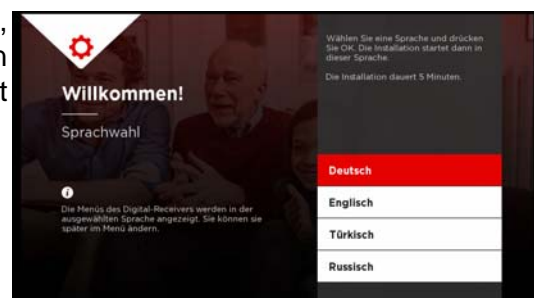 ,
n
t
Willkommen!
Sprachwahl
Die Menüs des Digital-Receivers werden in der
ausgewählten Sprache angezeigt. Sie können sie
später im Menü ändern.
Wählen Sie eine Sprache und drücken
Sie OK. Die Installation startet dann in
dieser Sprache.
Die Installation dauert 5 Minuten.
Deutsch
Englisch
Türkisch
Russisch